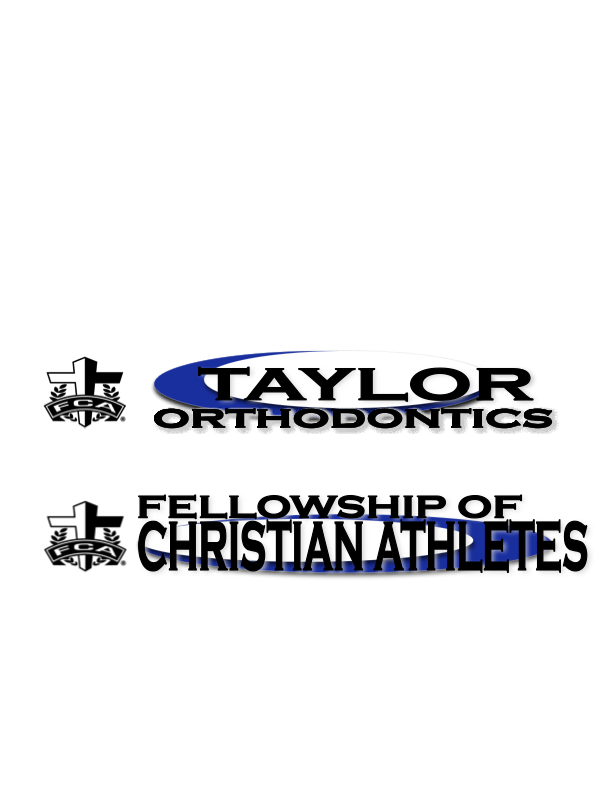 FCA®
TAYLOR
ORTHODONTICS
FCA®
FELLOWSHIP OF
CHRISTIAN ATHLETES